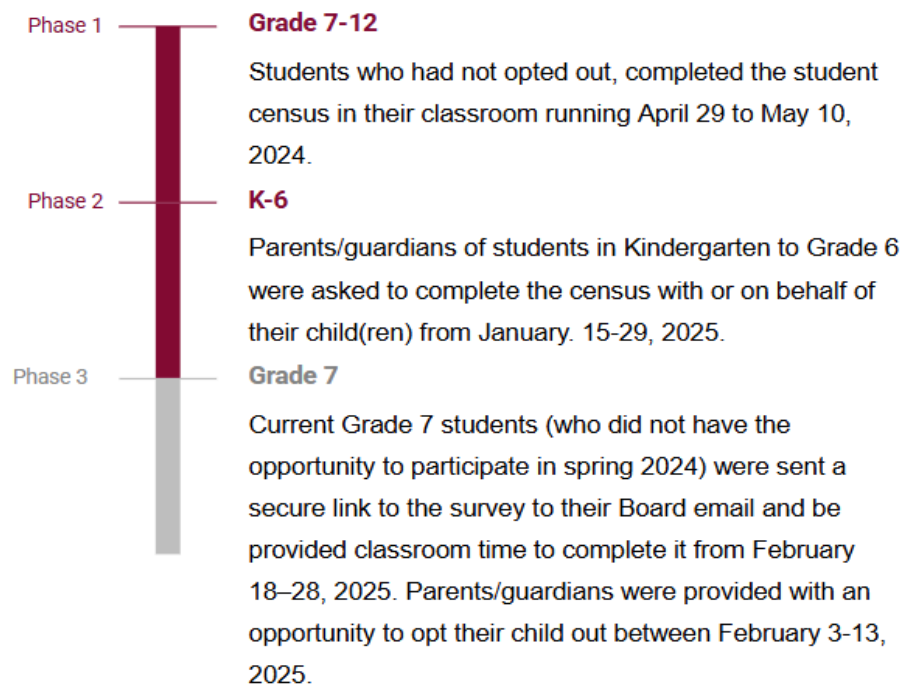 Phase 1
Grade 7-12
Students who had not opted out, completed the student
census in their classroom running April 29 to May 10,
2024.
Phase 2
K-6
Parents/guardians of students in Kindergarten to Grade 6
were asked to complete the census with or on behalf of
their child(ren) from January. 15-29, 2025.
Phase 3
Grade 7
Current Grade 7 students (who did not have the
opportunity to participate in spring 2024) were sent a
secure link to the survey to their Board email and be
provided classroom time to complete it from February
18–28, 2025. Parents/guardians were provided with an
opportunity to opt their child out between February 3-13,
2025.